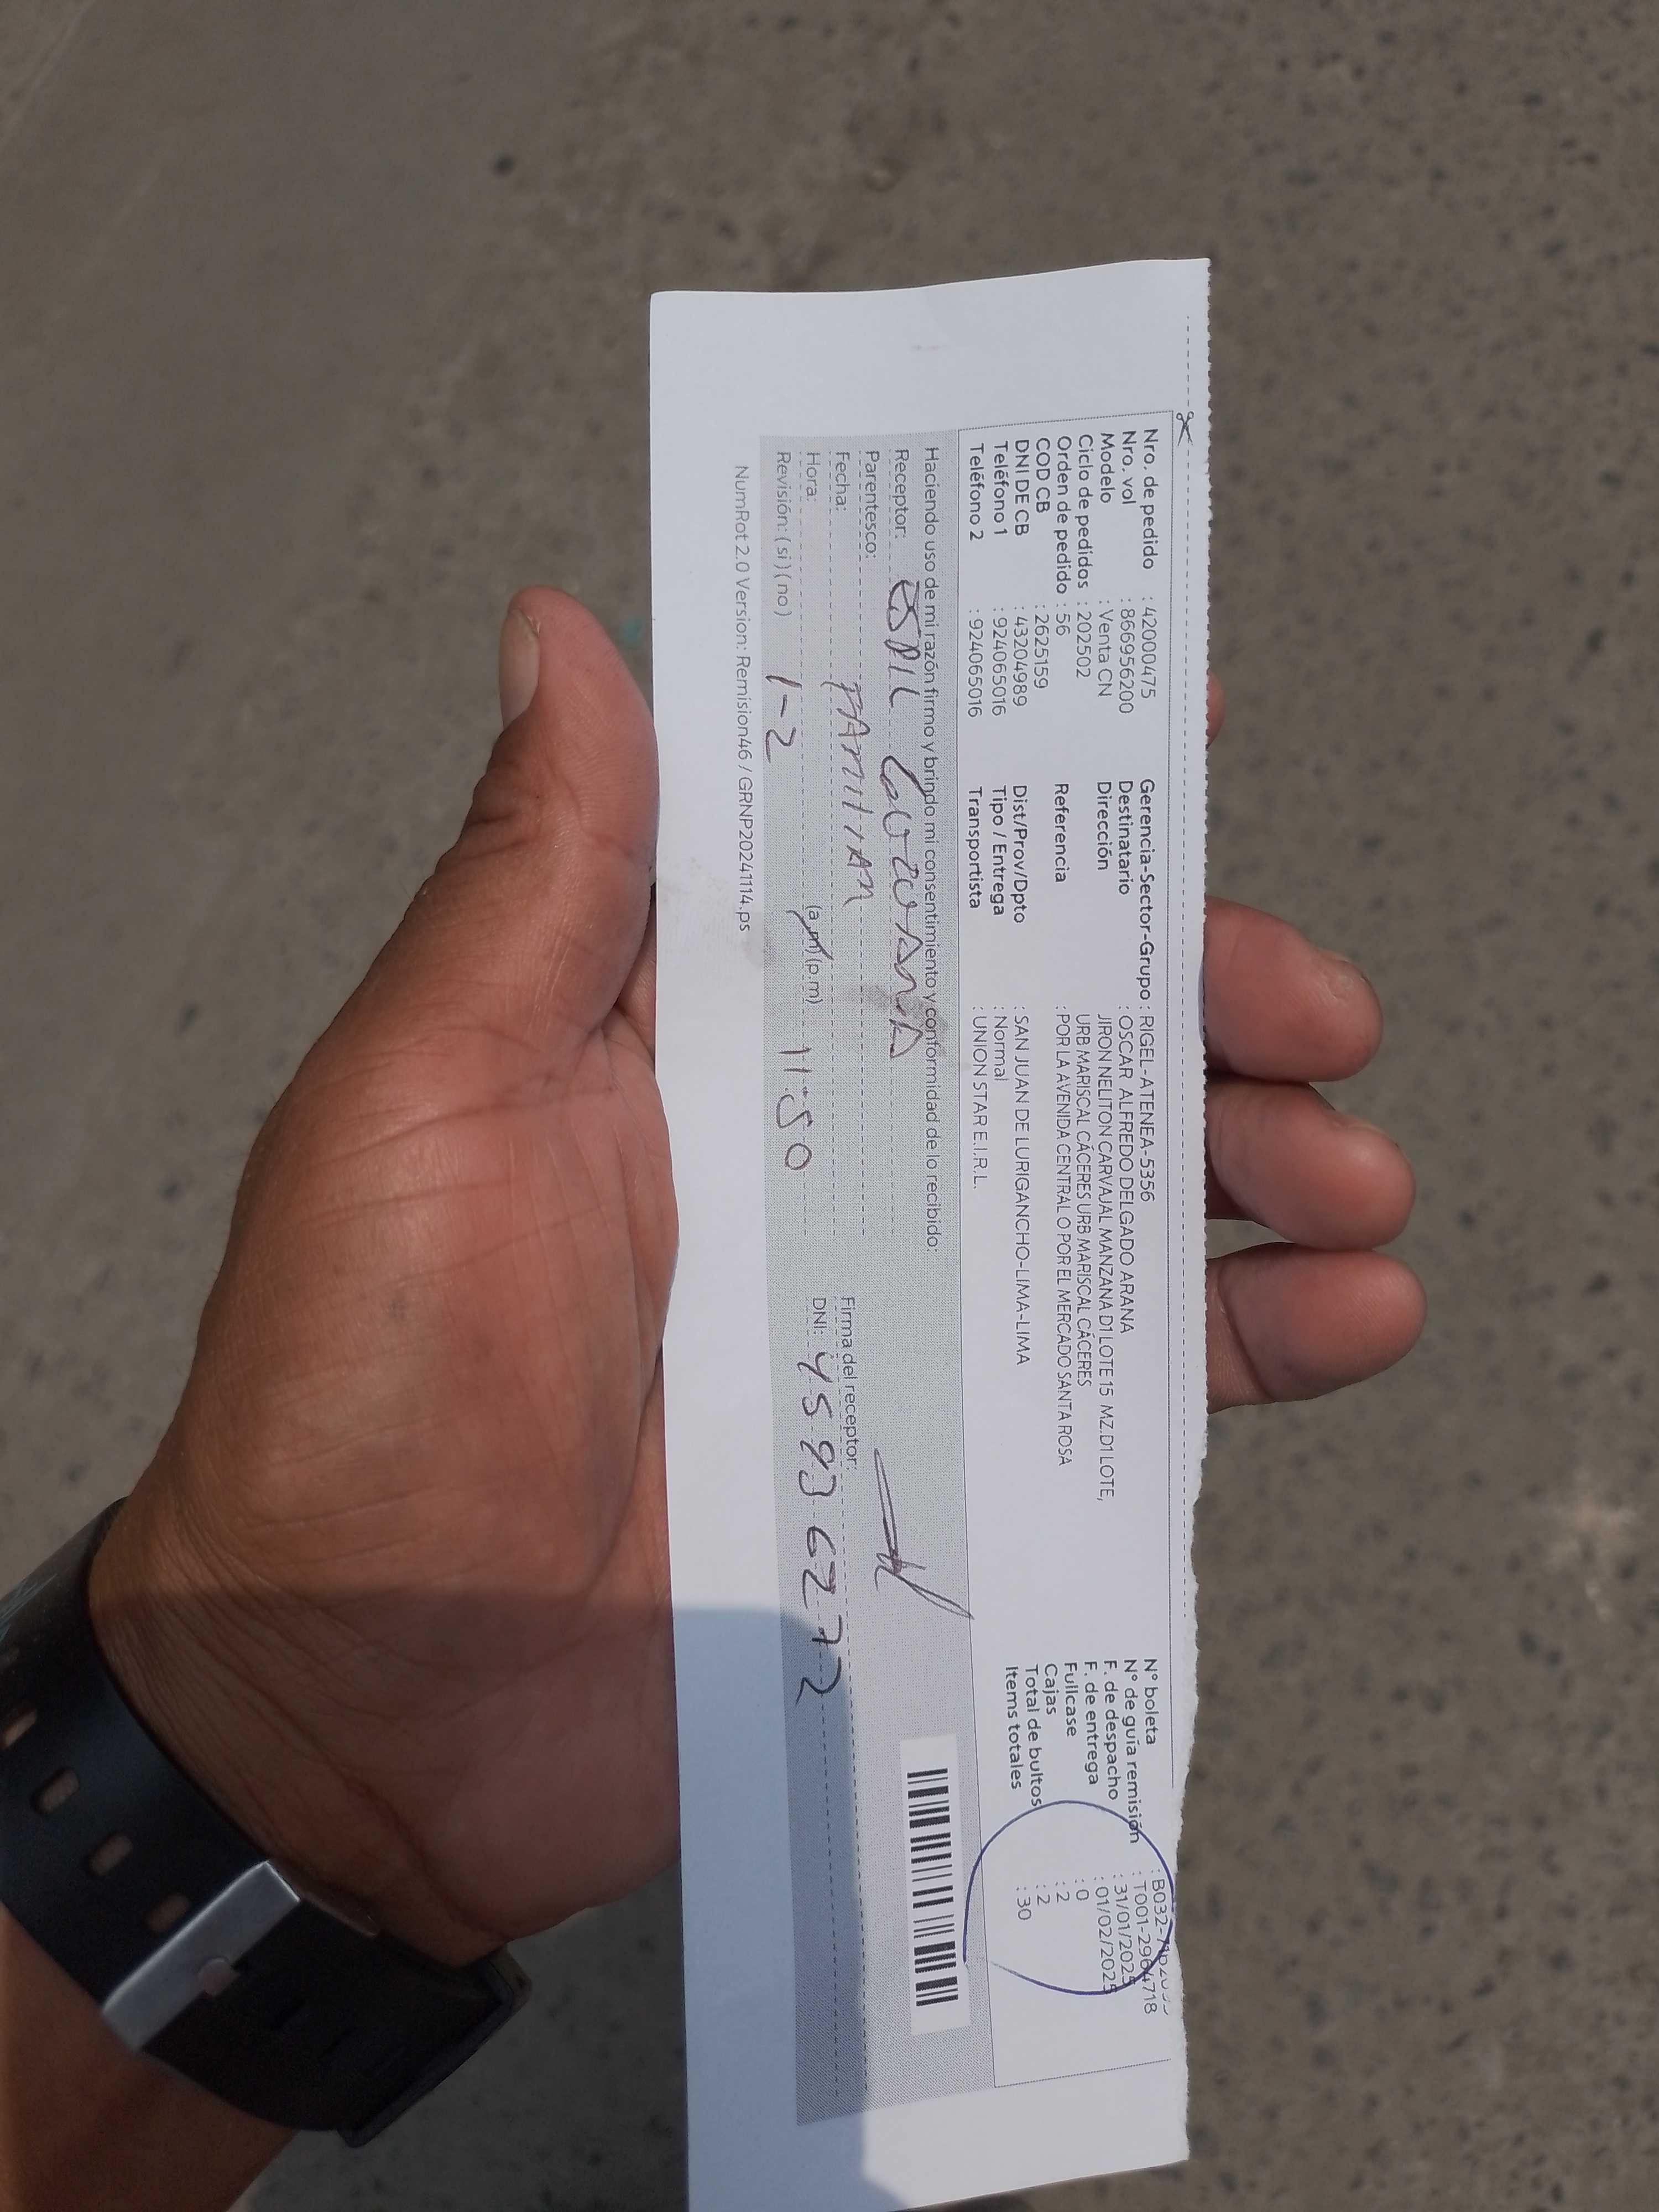 Nro. de pedido : 42000475
Nro. vol : 866956200
Modelo : Venta CN
Ciclo de pedidos : 202502
Orden de pedido : 56
COD CB : 2625159
DNI DE CB : 43204989
Teléfono 1 : 924065016
Teléfono 2 : 924065016
Gerencia-Sector-Grupo : RIGEL-ATENEA-5356
Destinatario : OSCAR ALFREDO DELGADO ARANA
Dirección JIRON NELITON CARVAJAL MANZANA D1 LOTE 15 MZ.D1 LOTE,
URB MARISCAL CÁCERES URB MARISCAL CÁCERES
Referencia : POR LA AVENIDA CENTRAL O POR EL MERCADO SANTA ROSA
Dist/Prov/Dpto : SAN JUAN DE LURIGANCHO-LIMA-LIMA
Tipo / Entrega : Normal
Transportista : UNION STAR E.I.R.L.
N° boleta : B032-
N° de guía remisión : T001-2964718
F. de despacho : 31/01/2025
F. de entrega : 01/02/2025
Fullcase : 0
Cajas : 2
Total de bultos : 2
Items totales : 30
Haciendo uso de mi razón firmo y brindo mi consentimiento y conformidad de lo recibido:
Receptor:
Parentesco: FAMILIAR
Fecha: 1-2
Hora: (a.m) (p.m) 11:50
Revisión: (si) (no)
Firma del receptor:
DNI: 45936272
NumRot 2.0 Version: Remision46 / GRNP20241114.ps